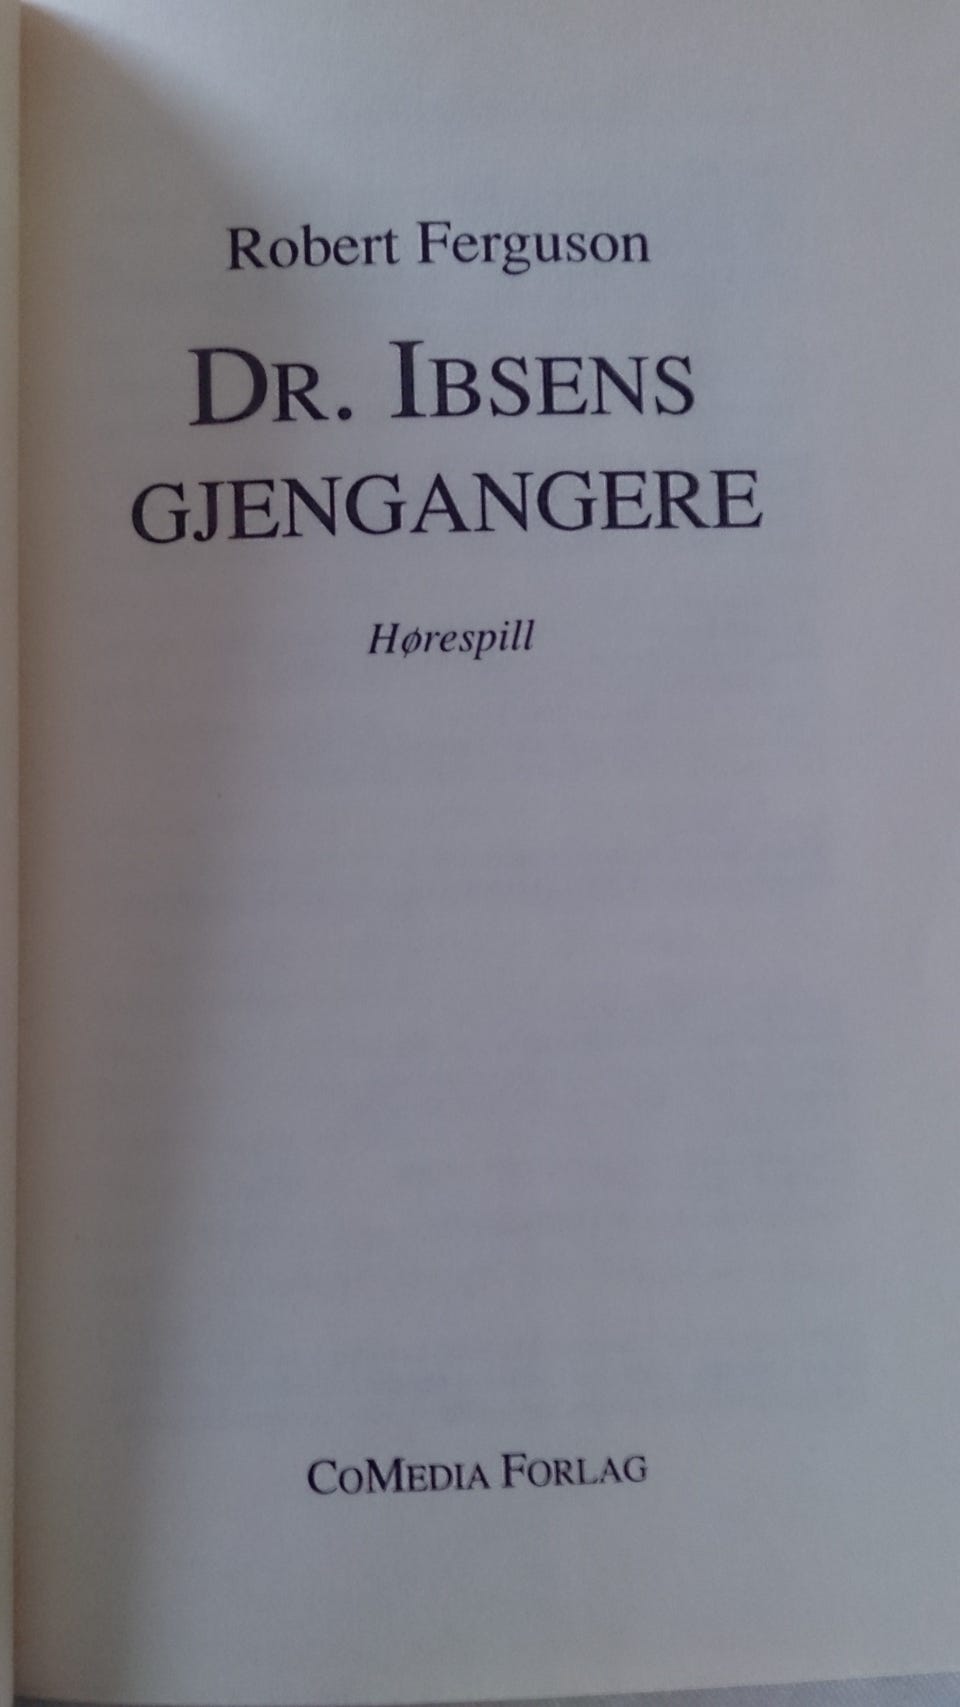 Robert Ferguson
DR. IBSENS
GJENGANGERE
Hørespill
COMEDIA FORLAG